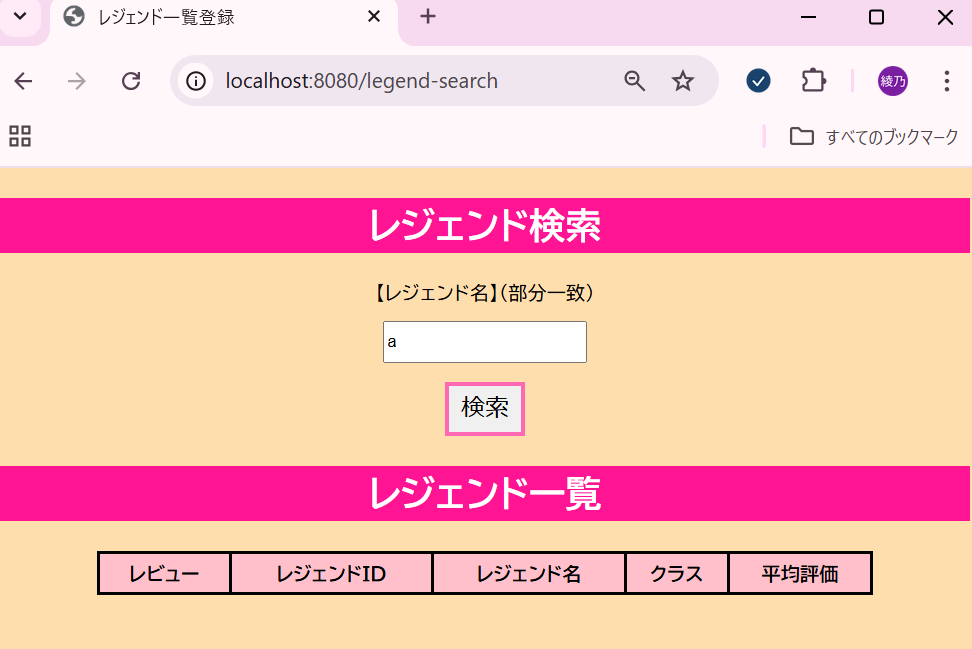 レジェンド一覧登録
localhost:8080/legend-search
綾乃
すべてのブックマーク
レジェンド検索
【レジェンド名】(部分一致)
a
検索
レジェンド一覧
レビュー レジェンドID レジェンド名 クラス 平均評価